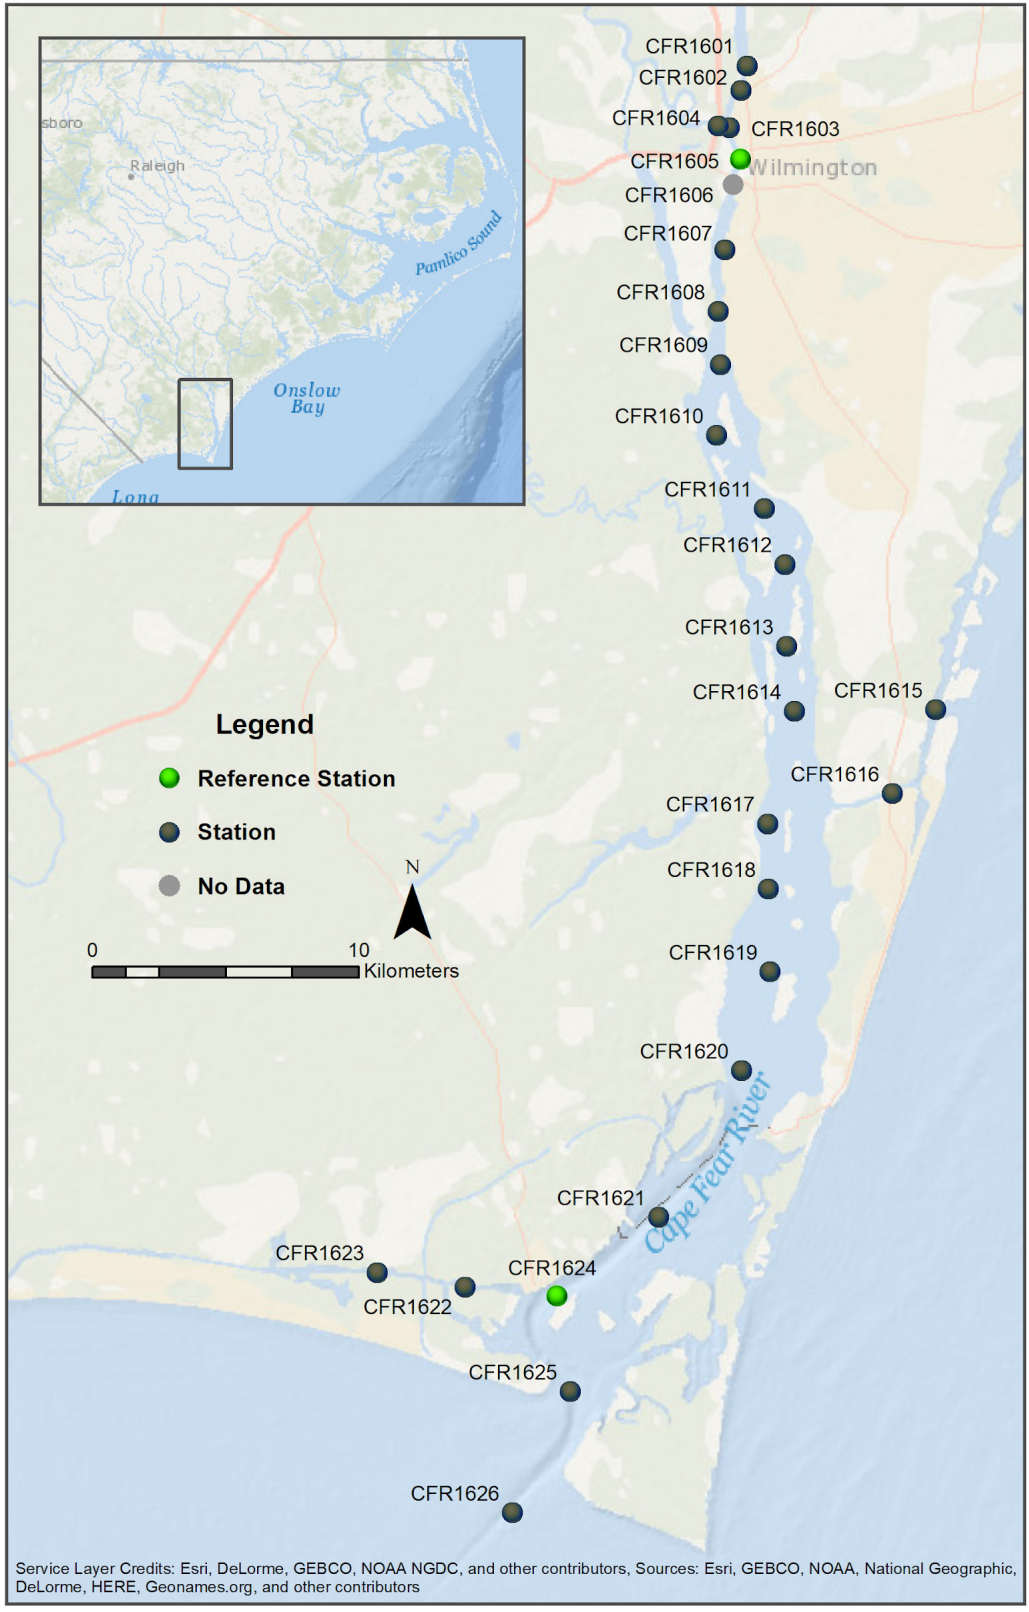 CFR1601
CFR1602
CFR1604
CFR1603
CFR1605
Wilmington
CFR1606
CFR1607
CFR1608
CFR1609
CFR1610
CFR1611
CFR1612
CFR1613
CFR1614
CFR1615
CFR1616
CFR1617
CFR1618
CFR1619
CFR1620
Cape Fear River
CFR1621
CFR1623
CFR1624
CFR1622
CFR1625
CFR1626
sboro
Raleigh
Pamlico Sound
Onslow
Bay
Long
Legend
Reference Station
Station
No Data
N
0 10
Kilometers
Service Layer Credits: Esri, DeLorme, GEBCO, NOAA NGDC, and other contributors, Sources: Esri, GEBCO, NOAA, National Geographic,
DeLorme, HERE, Geonames.org, and other contributors